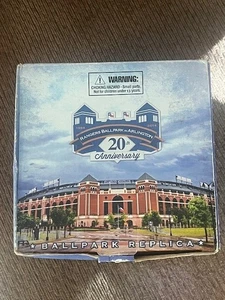 WARNING:
CHOKING HAZARD - Small parts.
Not for children under 3 years.
RANGERS BALLPARK IN ARLINGTON
20th
Anniversary
★ BALLPARK REPLICA ★